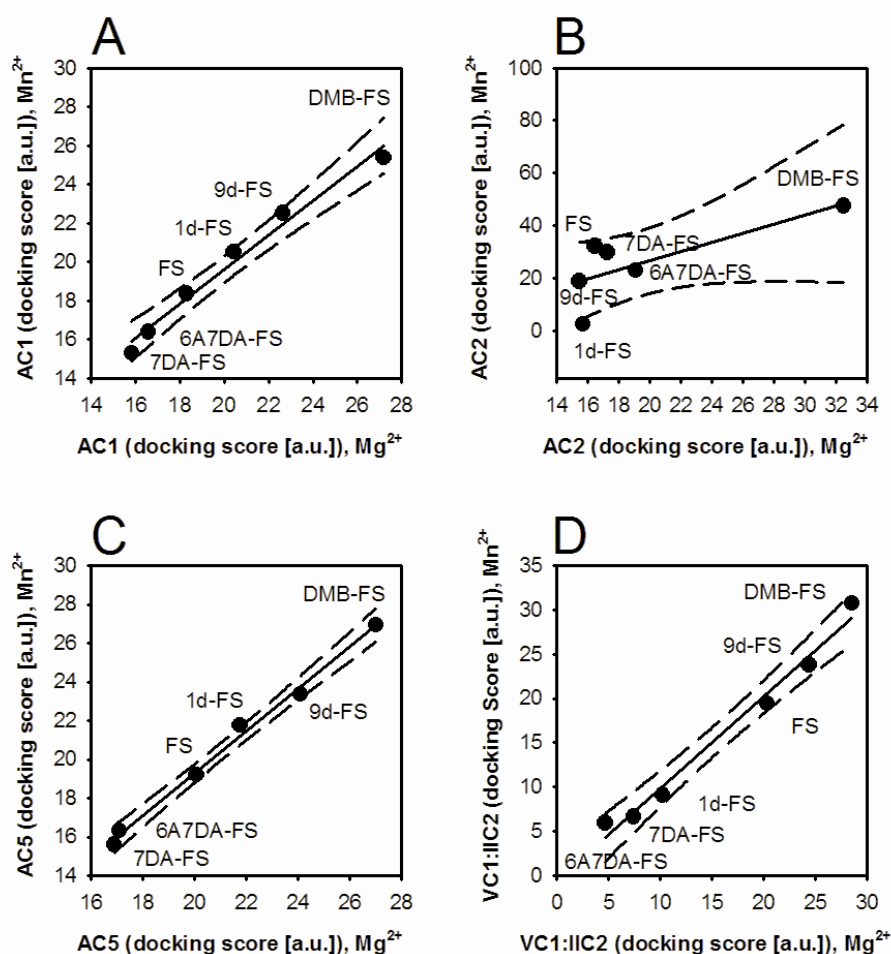 A
30
28
26
24
22
20
18
16
14
14 16 18 20 22 24 26 28
AC1 (docking score [a.u.]), Mn2+
AC1 (docking score [a.u.]), Mg2+
DMB-FS
9d-FS
1d-FS
FS
6A7DA-FS
7DA-FS
B
100
80
60
40
20
0
14 16 18 20 22 24 26 28 30 32 34
AC2 (docking score [a.u.]), Mn2+
AC2 (docking score [a.u.]), Mg2+
DMB-FS
FS
7DA-FS
6A7DA-FS
9d-FS
1d-FS
C
30
28
26
24
22
20
18
16
14
16 18 20 22 24 26 28
AC5 (docking score [a.u.]), Mn2+
AC5 (docking score [a.u.]), Mg2+
DMB-FS
1d-FS
9d-FS
FS
6A7DA-FS
7DA-FS
D
35
30
25
20
15
10
5
0
0 5 10 15 20 25 30
VC1:IIC2 (docking Score [a.u.]), Mn2+
VC1:IIC2 (docking score [a.u.]), Mg2+
DMB-FS
9d-FS
FS
1d-FS
7DA-FS
6A7DA-FS